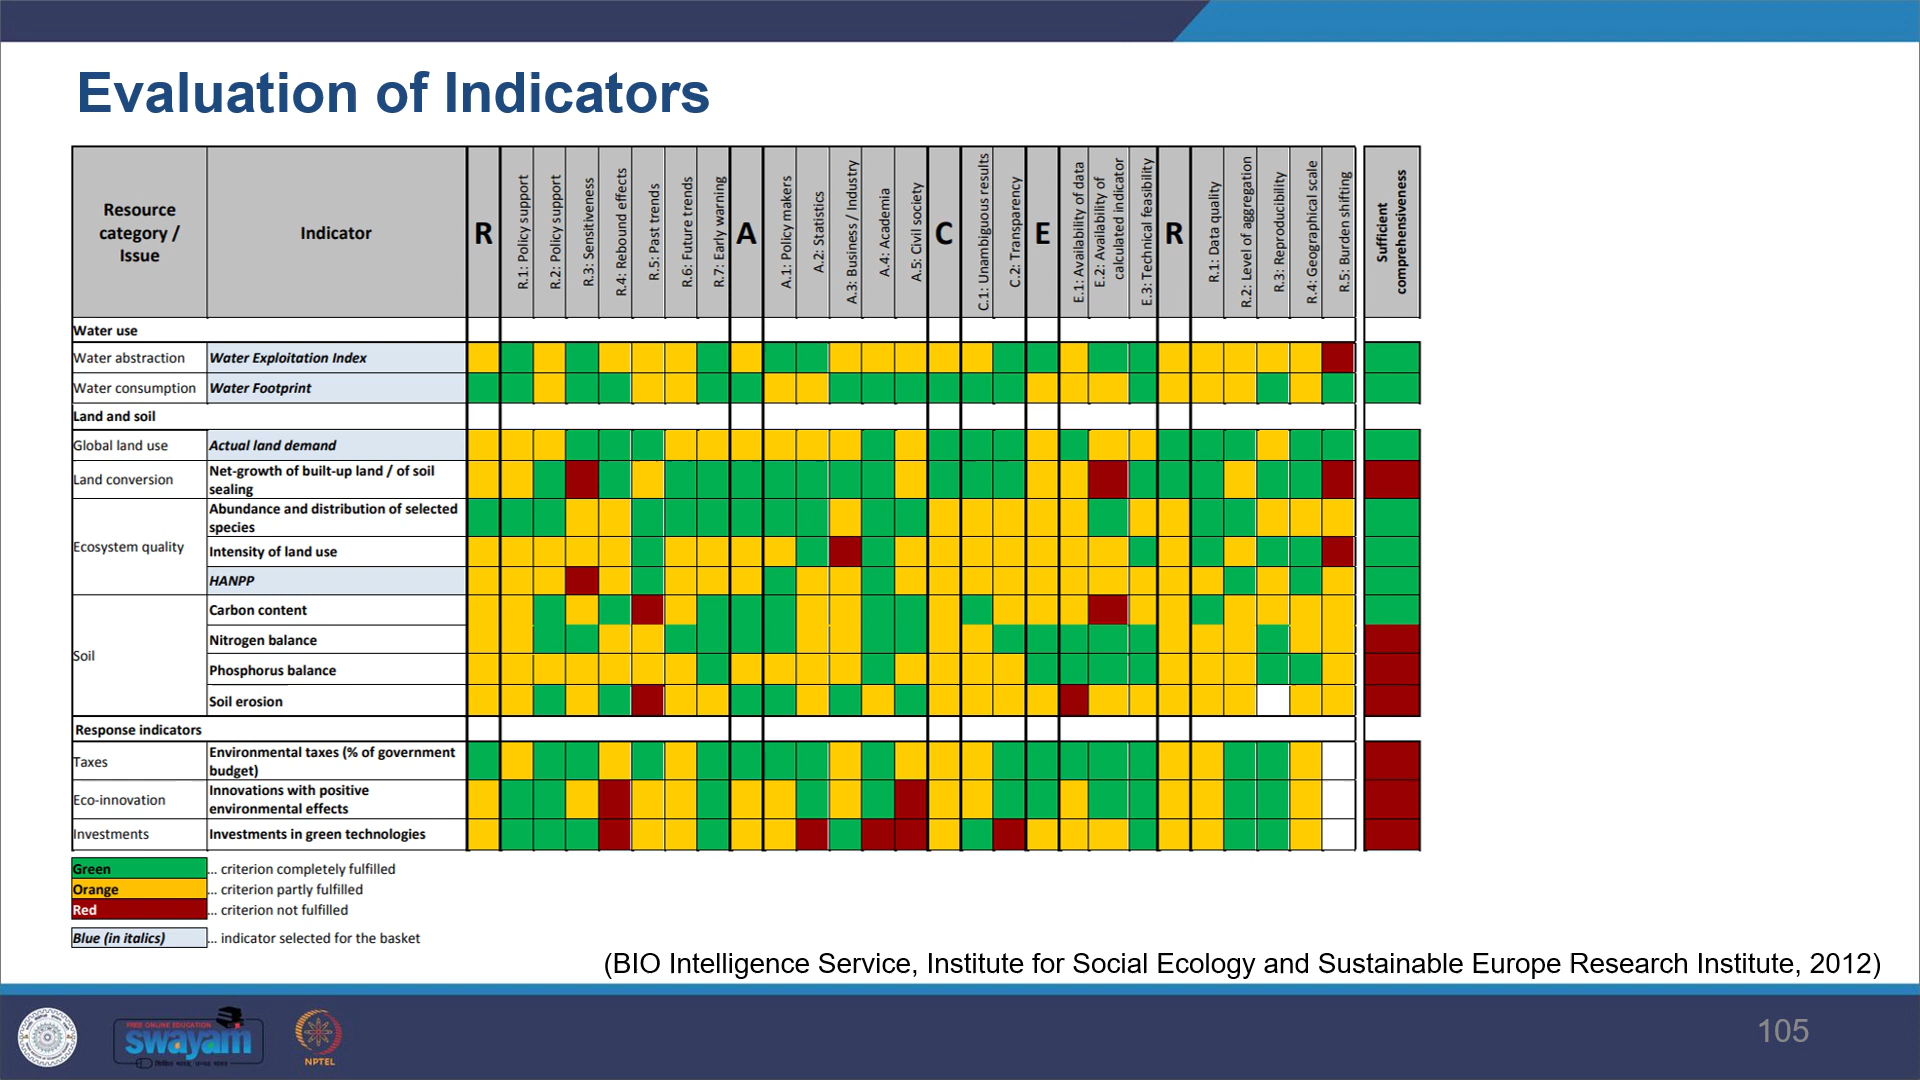 Evaluation of Indicators
Resource
category /
Issue
Indicator
R
R.1: Policy support
R.2: Policy support
R.3: Sensitiveness
R.4: Rebound effects
R.5: Past trends
R.6: Future trends
R.7: Early warning
A
A.1: Policy makers
A.2: Statistics
A.3: Business / Industry
A.4: Academia
A.5: Civil society
C
C.1: Unambiguous results
C.2: Transparency
E
E.1: Availability of data
E.2: Availability of
calculated indicator
E.3: Technical feasibility
R
R.1: Data quality
R.2: Level of aggregation
R.3: Reproducibility
R.4: Geographical scale
R.5: Burden shifting
Sufficient
comprehensiveness
Water use
Water abstraction Water Exploitation Index
Water consumption Water Footprint
Land and soil
Global land use Actual land demand
Land conversion
Net-growth of built-up land / of soil
sealing
Ecosystem quality
Abundance and distribution of selected
species
Intensity of land use
HANPP
Soil
Carbon content
Nitrogen balance
Phosphorus balance
Soil erosion
Response indicators
Taxes
Environmental taxes (% of government
budget)
Eco-innovation
Innovations with positive
environmental effects
Investments Investments in green technologies
Green ... criterion completely fulfilled
Orange ... criterion partly fulfilled
Red ... criterion not fulfilled
Blue (in italics) ... indicator selected for the basket
(BIO Intelligence Service, Institute for Social Ecology and Sustainable Europe Research Institute, 2012)
FREE ONLINE EDUCATION
swayam
NPTEL
105